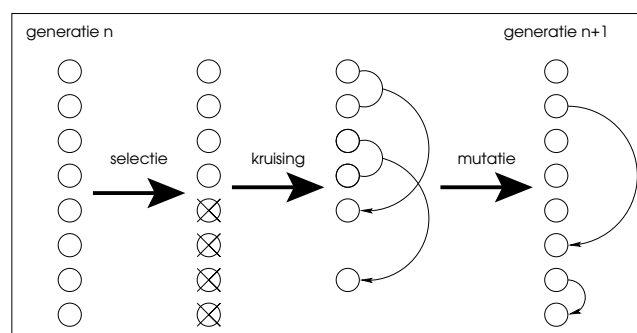 generatie n
generatie n+1
selectie
kruising
mutatie